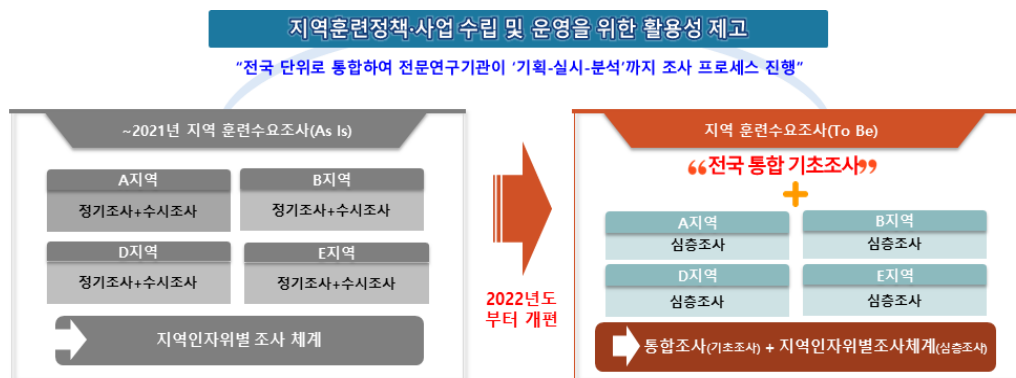 지역훈련정책·사업 수립 및 운영을 위한 활용성 제고
"전국 단위로 통합하여 전문연구기관이 '기획-실시-분석'까지 조사 프로세스 진행"
~2021년 지역 훈련수요조사(As Is)
A지역
B지역
정기조사+수시조사
정기조사+수시조사
D지역
E지역
정기조사+수시조사
정기조사+수시조사
지역인자위별 조사 체계
2022년도
부터 개편
지역 훈련수요조사(To Be)
“전국 통합 기초조사”
+
A지역
B지역
심층조사
심층조사
D지역
E지역
심층조사
심층조사
통합조사(기초조사) + 지역인자위별조사체계(심층조사)